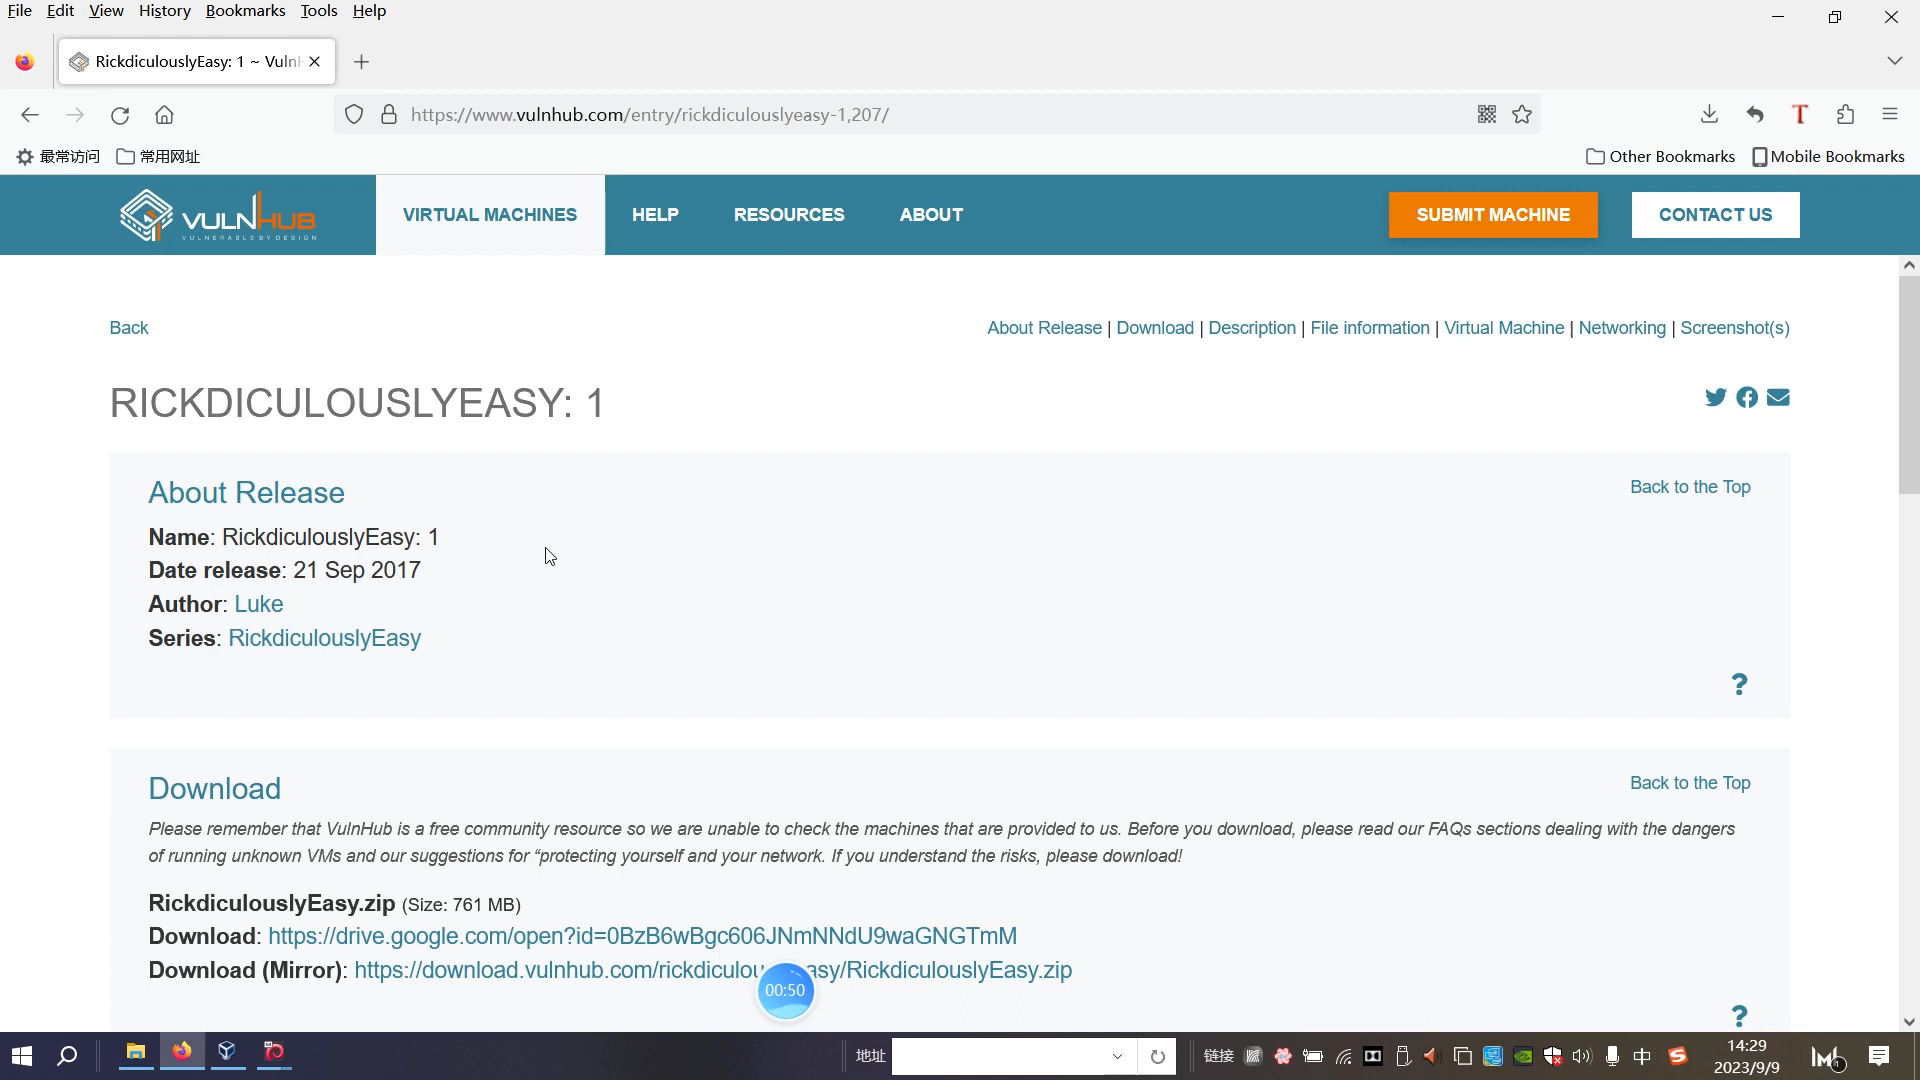 File Edit View History Bookmarks Tools Help
RickdiculouslyEasy: 1 ~ Vuln
https://www.vulnhub.com/entry/rickdiculouslyeasy-1,207/
最常访问 常用网址 Other Bookmarks Mobile Bookmarks
VULNHUB
VULNERABLE BY DESIGN
VIRTUAL MACHINES HELP RESOURCES ABOUT SUBMIT MACHINE CONTACT US
Back About Release | Download | Description | File information | Virtual Machine | Networking | Screenshot(s)
RICKDICULOUSLYEASY: 1
About Release Back to the Top
Name: RickdiculouslyEasy: 1
Date release: 21 Sep 2017
Author: Luke
Series: RickdiculouslyEasy
?
Download Back to the Top
Please remember that VulnHub is a free community resource so we are unable to check the machines that are provided to us. Before you download, please read our FAQs sections dealing with the dangers
of running unknown VMs and our suggestions for “protecting yourself and your network. If you understand the risks, please download!
RickdiculouslyEasy.zip (Size: 761 MB)
Download: https://drive.google.com/open?id=0BzB6wBgc606JNmNNdU9waGNGTmM
Download (Mirror): https://download.vulnhub.com/rickdiculou asy/RickdiculouslyEasy.zip
00:50
?
地址 链接 中 14:29
2023/9/9